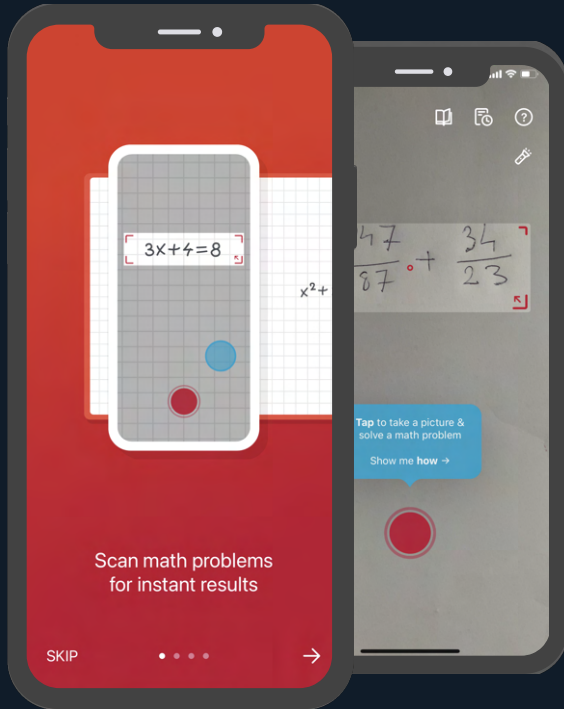 3x+4=8
x²+
Scan math problems
for instant results
SKIP
47/87 + 34/23
Tap to take a picture &
solve a math problem
Show me how →